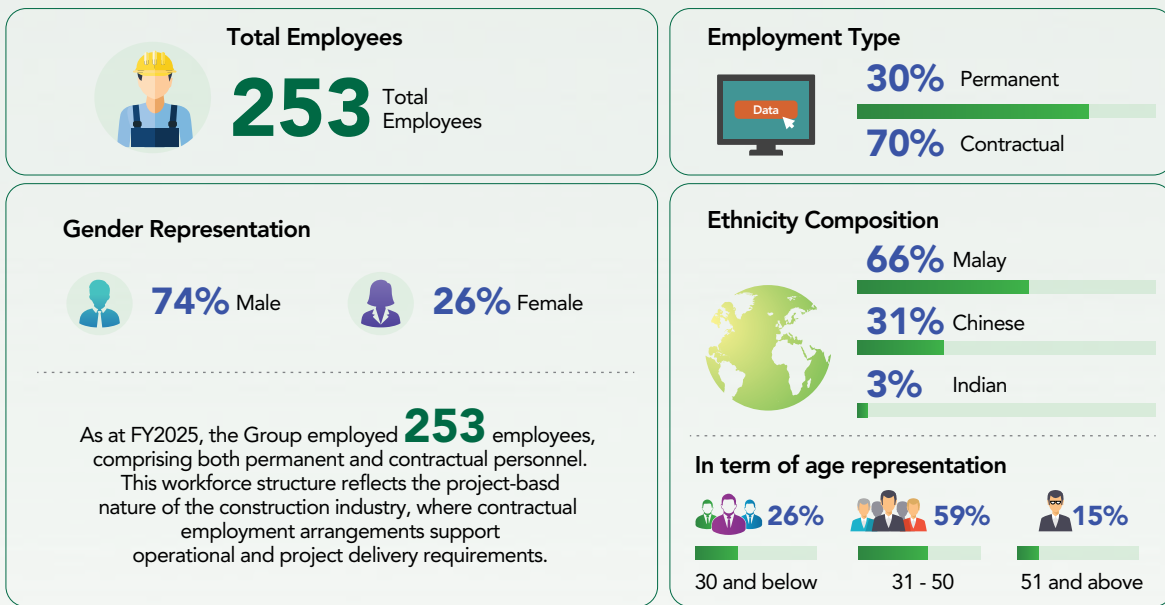 Total Employees
253 Total
Employees
Employment Type
Data
30% Permanent
70% Contractual
Gender Representation
74% Male
26% Female
As at FY2025, the Group employed 253 employees,
comprising both permanent and contractual personnel.
This workforce structure reflects the project-basd
nature of the construction industry, where contractual
employment arrangements support
operational and project delivery requirements.
Ethnicity Composition
66% Malay
31% Chinese
3% Indian
In term of age representation
26%
59%
15%
30 and below
31 - 50
51 and above